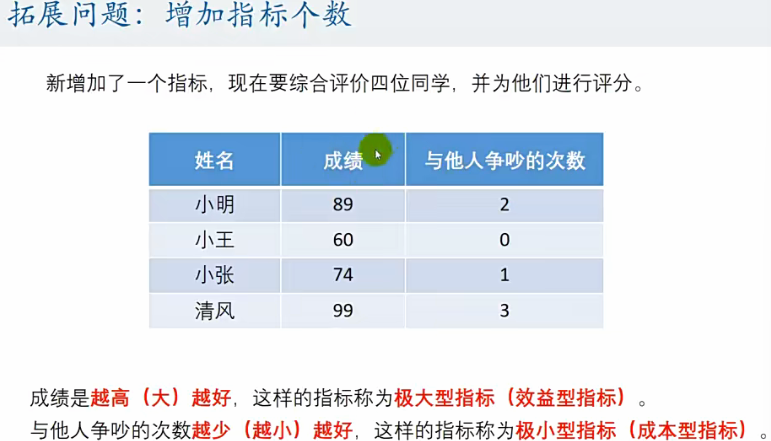 拓展问题：增加指标个数
新增加了一个指标，现在要综合评价四位同学，并为他们进行评分。
姓名 成绩 与他人争吵的次数
小明 89 2
小王 60 0
小张 74 1
清风 99 3
成绩是越高（大）越好，这样的指标称为极大型指标（效益型指标）。
与他人争吵的次数越少（越小）越好，这样的指标称为极小型指标（成本型指标）。